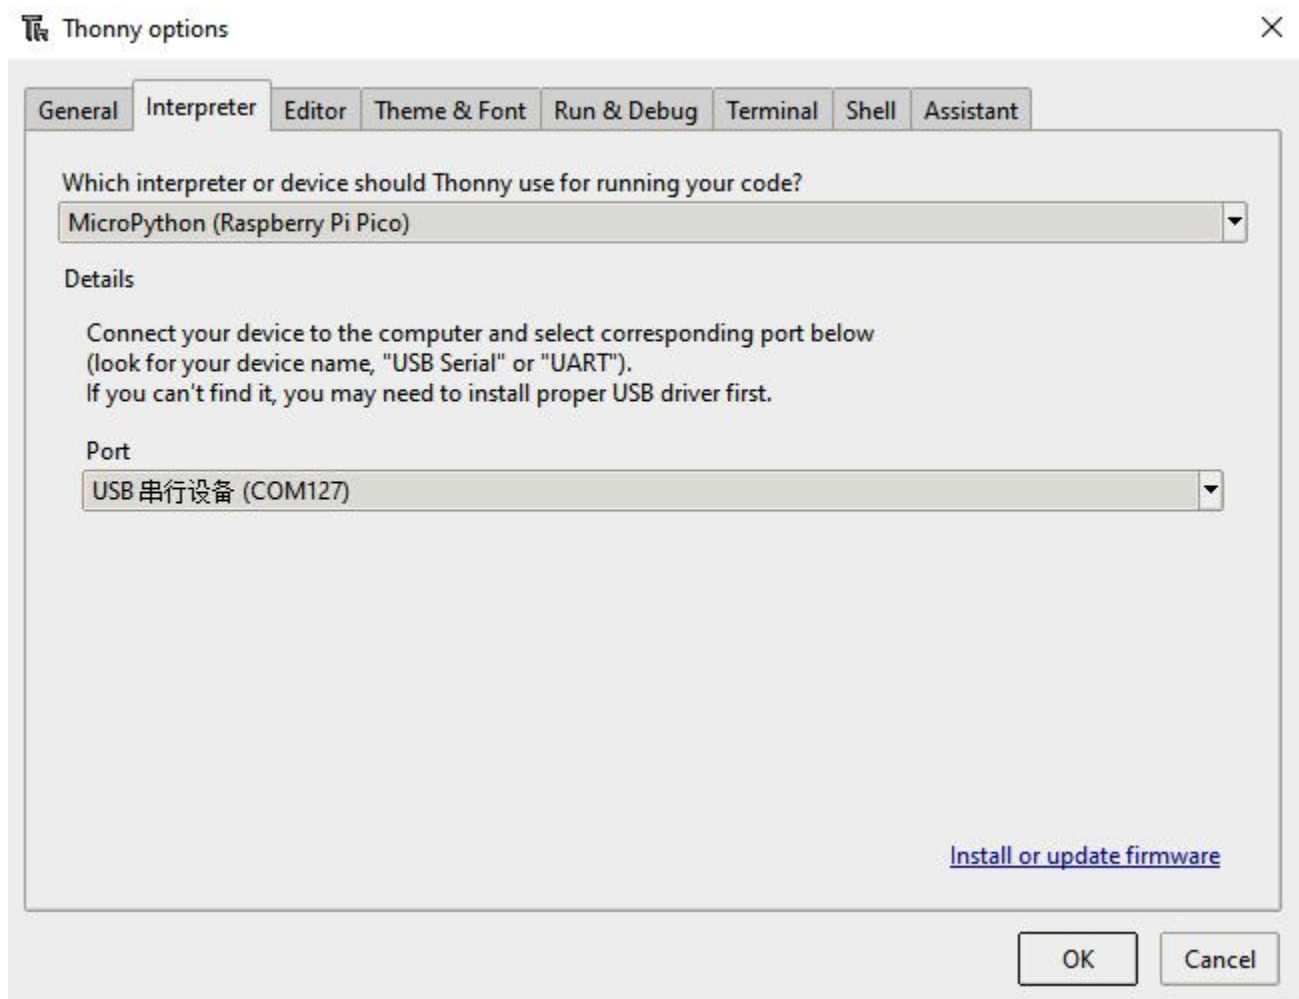 Thonny options
General Interpreter Editor Theme & Font Run & Debug Terminal Shell Assistant
Which interpreter or device should Thonny use for running your code?
MicroPython (Raspberry Pi Pico)
Details
Connect your device to the computer and select corresponding port below
(look for your device name, "USB Serial" or "UART").
If you can't find it, you may need to install proper USB driver first.
Port
USB 串行设备 (COM127)
Install or update firmware
OK Cancel